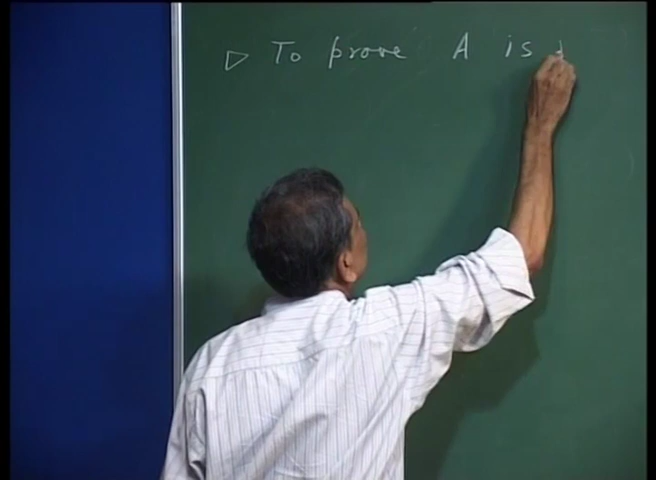 ▷ To prove A is